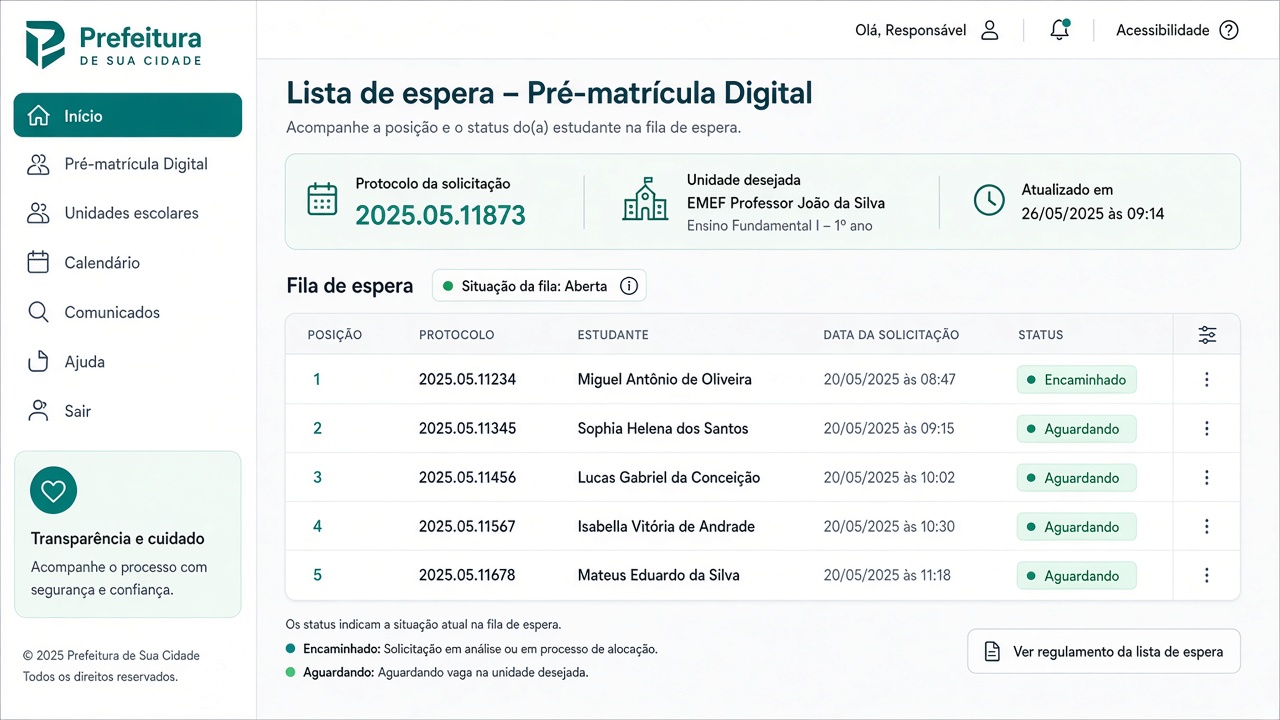 Prefeitura
DE SUA CIDADE
Início
Pré-matrícula Digital
Unidades escolares
Calendário
Comunicados
Ajuda
Sair
Transparência e cuidado
Acompanhe o processo com
segurança e confiança.
© 2025 Prefeitura de Sua Cidade
Todos os direitos reservados.
Olá, Responsável
Acessibilidade
Lista de espera – Pré-matrícula Digital
Acompanhe a posição e o status do(a) estudante na fila de espera.
Protocolo da solicitação
2025.05.11873
Unidade desejada
EMEF Professor João da Silva
Ensino Fundamental I – 1º ano
Atualizado em
26/05/2025 às 09:14
Fila de espera
Situação da fila: Aberta
POSIÇÃO PROTOCOLO ESTUDANTE DATA DA SOLICITAÇÃO STATUS
1 2025.05.11234 Miguel Antônio de Oliveira 20/05/2025 às 08:47 Encaminhado
2 2025.05.11345 Sophia Helena dos Santos 20/05/2025 às 09:15 Aguardando
3 2025.05.11456 Lucas Gabriel da Conceição 20/05/2025 às 10:02 Aguardando
4 2025.05.11567 Isabella Vitória de Andrade 20/05/2025 às 10:30 Aguardando
5 2025.05.11678 Mateus Eduardo da Silva 20/05/2025 às 11:18 Aguardando
Os status indicam a situação atual na fila de espera.
Encaminhado: Solicitação em análise ou em processo de alocação.
Aguardando: Aguardando vaga na unidade desejada.
Ver regulamento da lista de espera